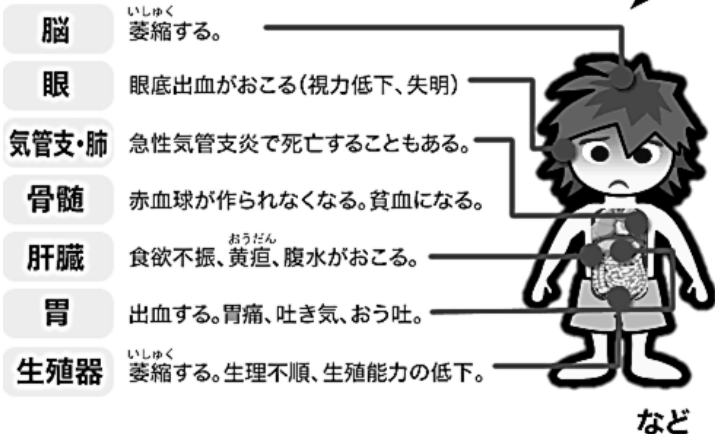 脳 萎縮する。
いしゅく
眼 眼底出血がおこる(視力低下、失明)
気管支・肺 急性気管支炎で死亡することもある。
骨髄 赤血球が作られなくなる。貧血になる。
肝臓 食欲不振、黄疸、腹水がおこる。
おうだん
胃 出血する。胃痛、吐き気、おう吐。
生殖器 萎縮する。生理不順、生殖能力の低下。
いしゅく
など